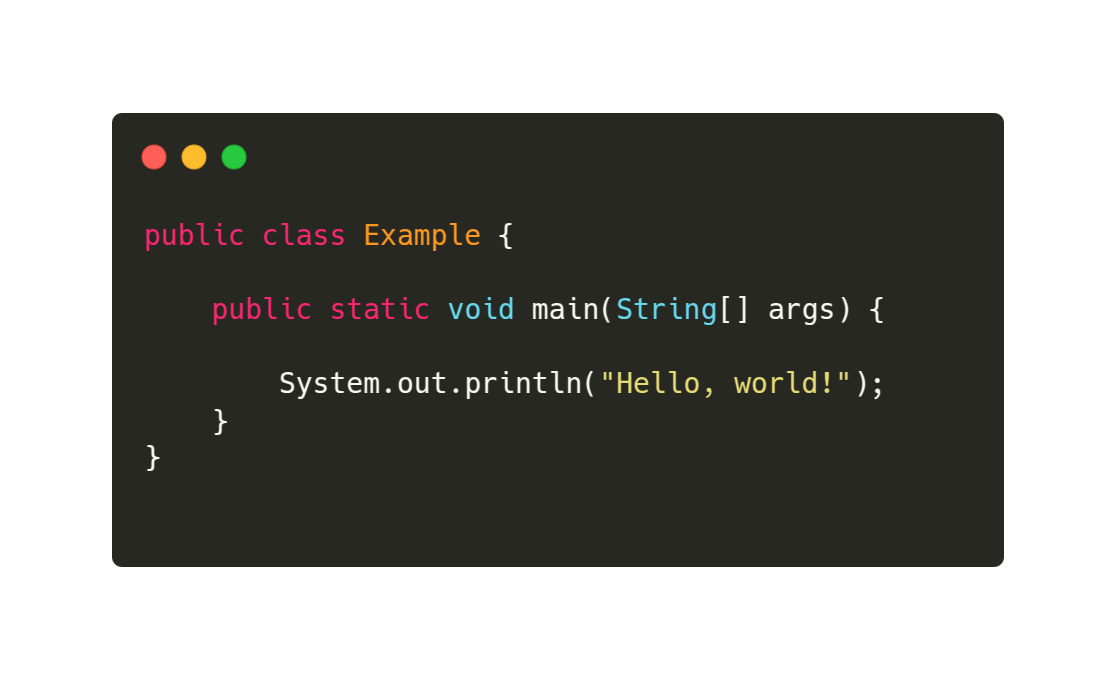 public class Example {
    public static void main(String[] args) {
        System.out.println("Hello, world!");
    }
}